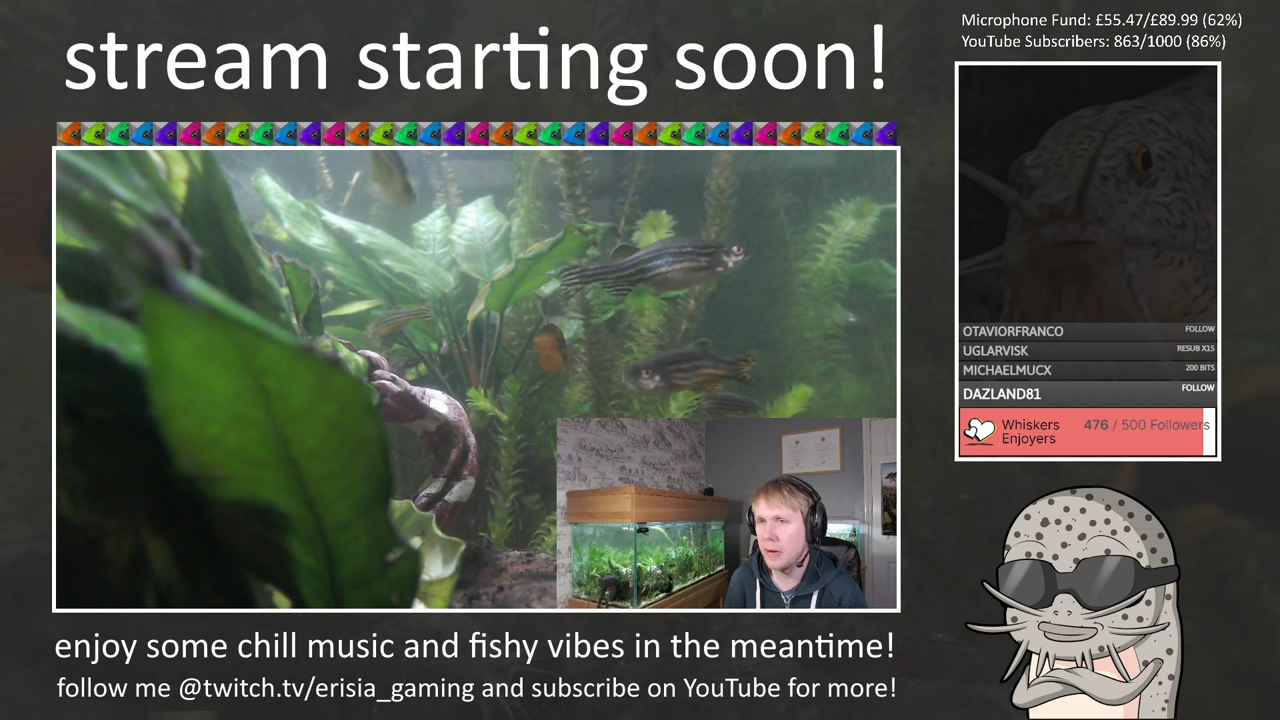 stream starting soon!
Microphone Fund: £55.47/£89.99 (62%)
YouTube Subscribers: 863/1000 (86%)
OTAVIORFRANCO FOLLOW
UGLARVISK RESUB X15
MICHAELMUCX 200 BITS
DAZLAND81 FOLLOW
Whiskers Enjoyers 476 / 500 Followers
enjoy some chill music and fishy vibes in the meantime!
follow me @twitch.tv/erisia_gaming and subscribe on YouTube for more!